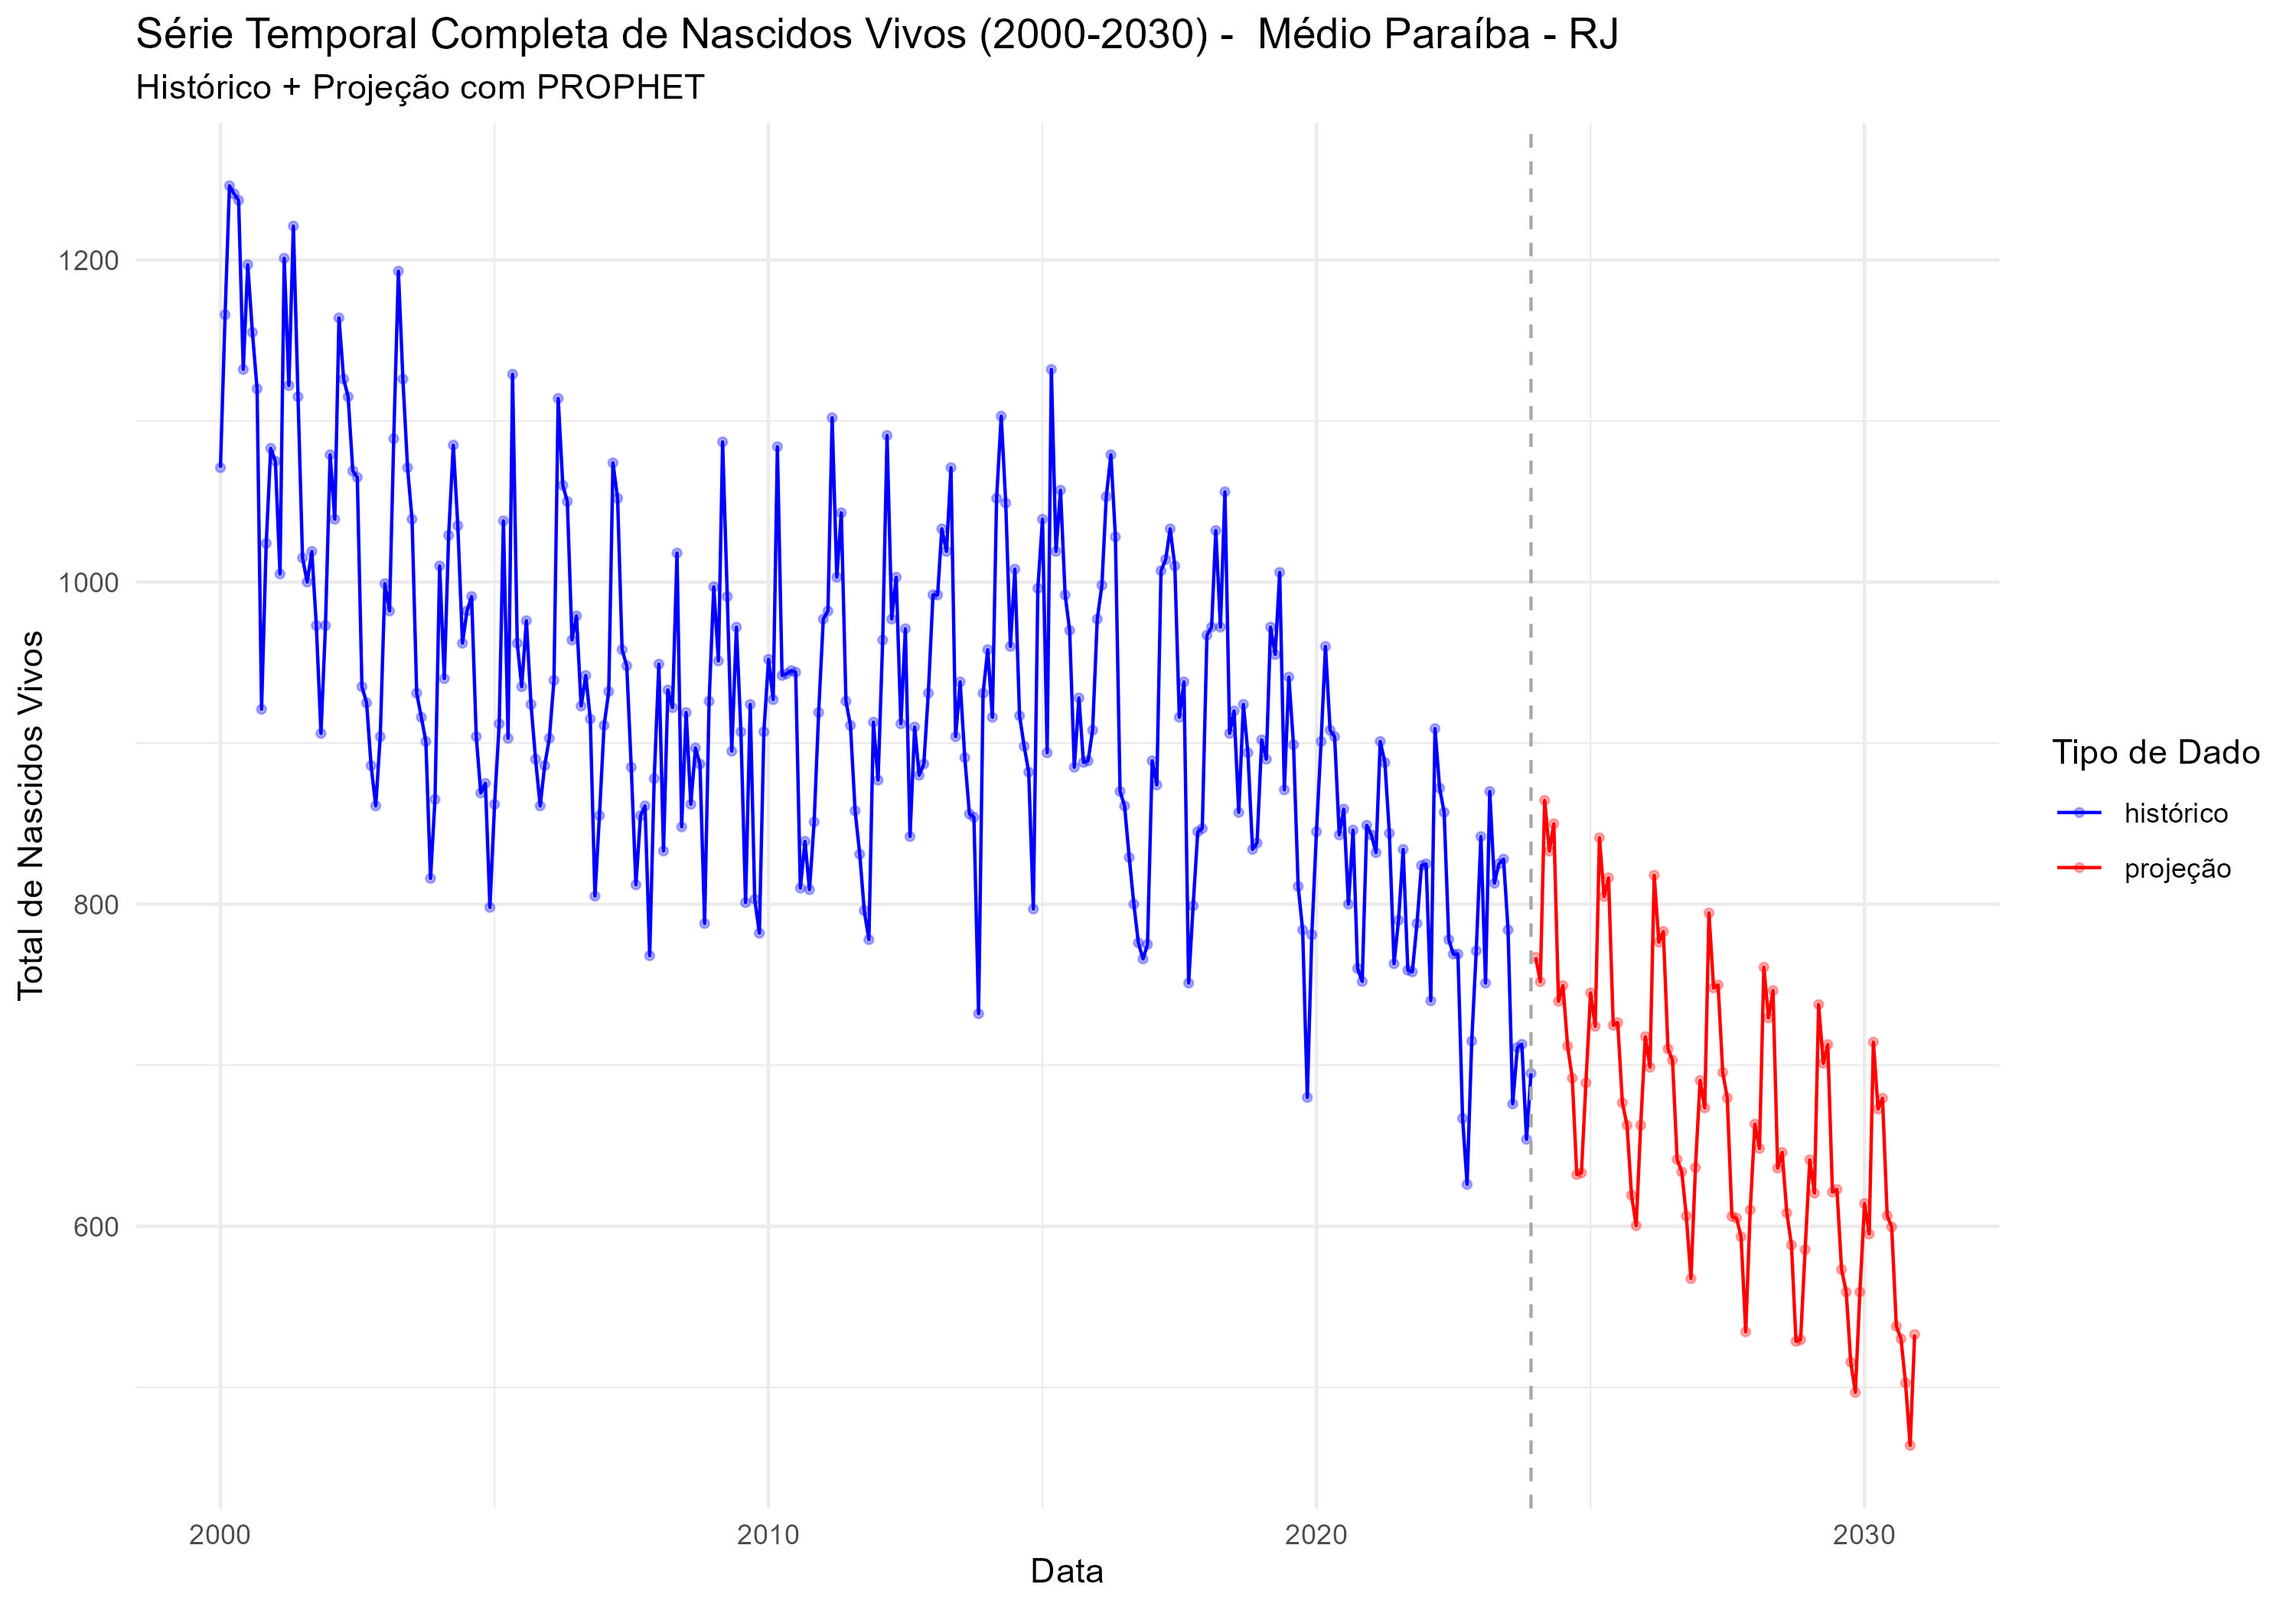 Série Temporal Completa de Nascidos Vivos (2000-2030) -  Médio Paraíba - RJ
Histórico + Projeção com PROPHET
Total de Nascidos Vivos
1200
1000
800
600
2000
2010
2020
2030
Data
Tipo de Dado
histórico
projeção